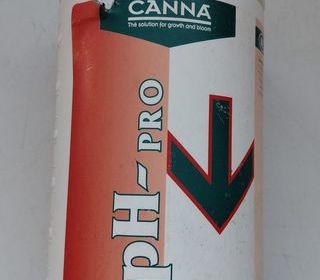 CANNA
The solution for growth and bloom
pH- PRO